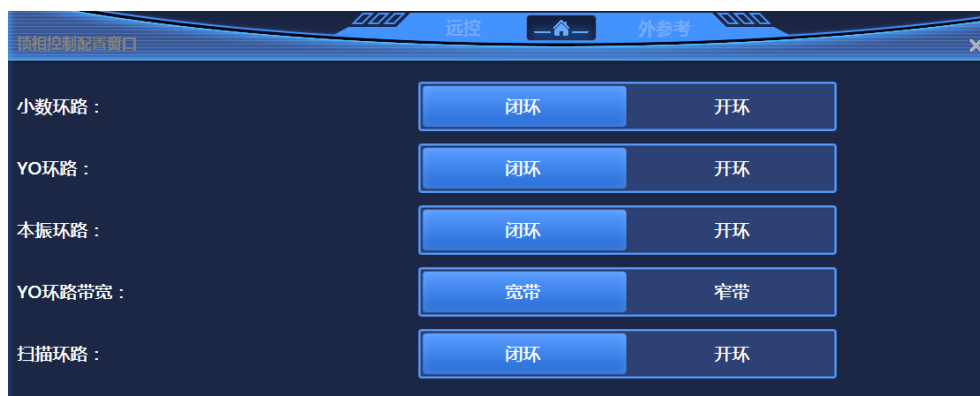 远控 外参考
锁相控制配置窗口
小数环路： 闭环 开环
YO环路： 闭环 开环
本振环路： 闭环 开环
YO环路带宽： 宽带 窄带
扫描环路： 闭环 开环